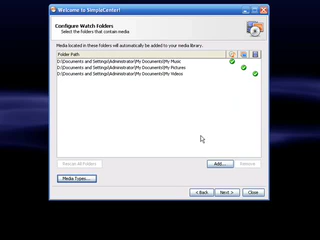 Welcome to SimpleCenter!
Configure Watch Folders
Select the folders that contain media
Media located in these folders will automatically be added to your media library.
Folder Path
D:\Documents and Settings\Administrator\My Documents\My Music
D:\Documents and Settings\Administrator\My Documents\My Pictures
D:\Documents and Settings\Administrator\My Documents\My Videos
Rescan All Folders
Add...
Remove
Media Types...
< Back
Next >
Close